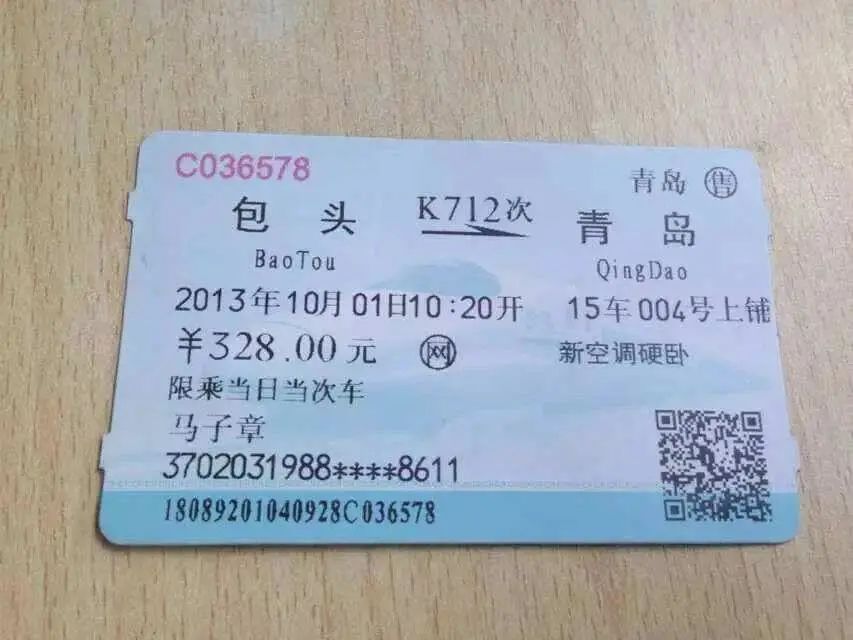 C036578 青岛 售
包头 K712次 青岛
BaoTou QingDao
2013年10月01日10:20开 15车004号上铺
¥328.00元 网 新空调硬卧
限乘当日当次车
马子章
3702031988****8611
18089201040928C036578